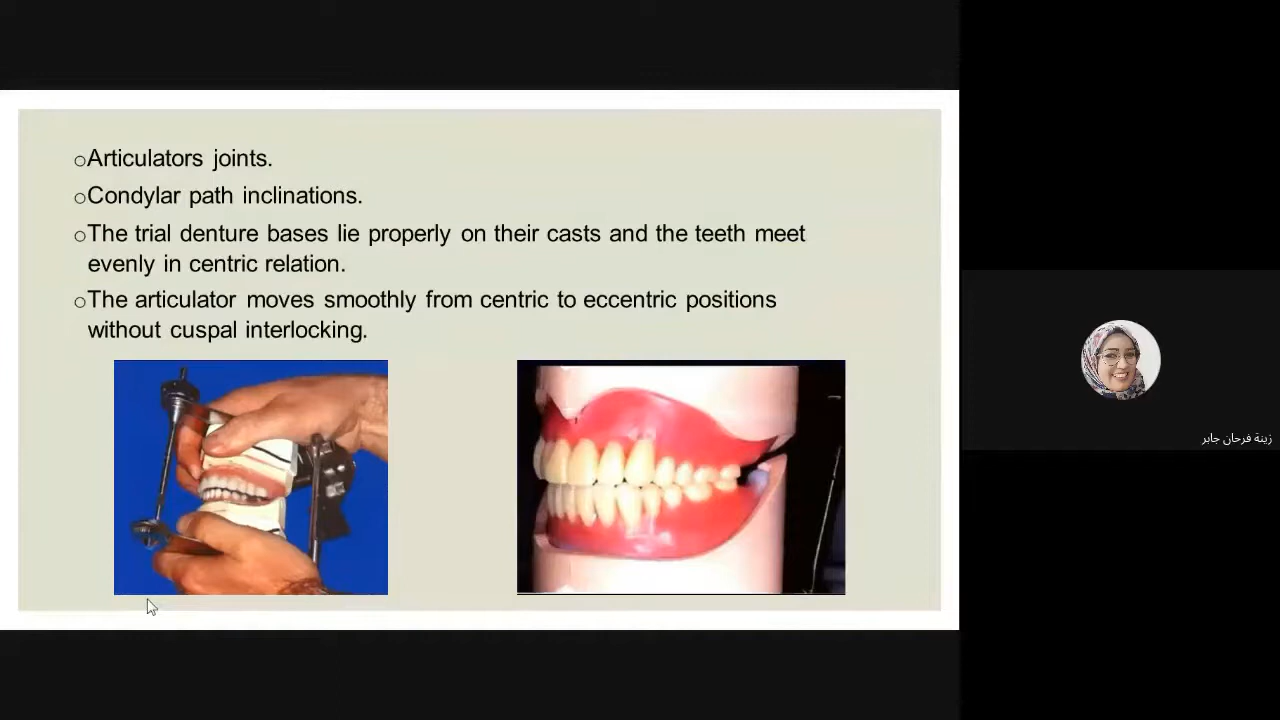 ○Articulators joints.
○Condylar path inclinations.
○The trial denture bases lie properly on their casts and the teeth meet
evenly in centric relation.
○The articulator moves smoothly from centric to eccentric positions
without cuspal interlocking.
زينة فرحان جابر